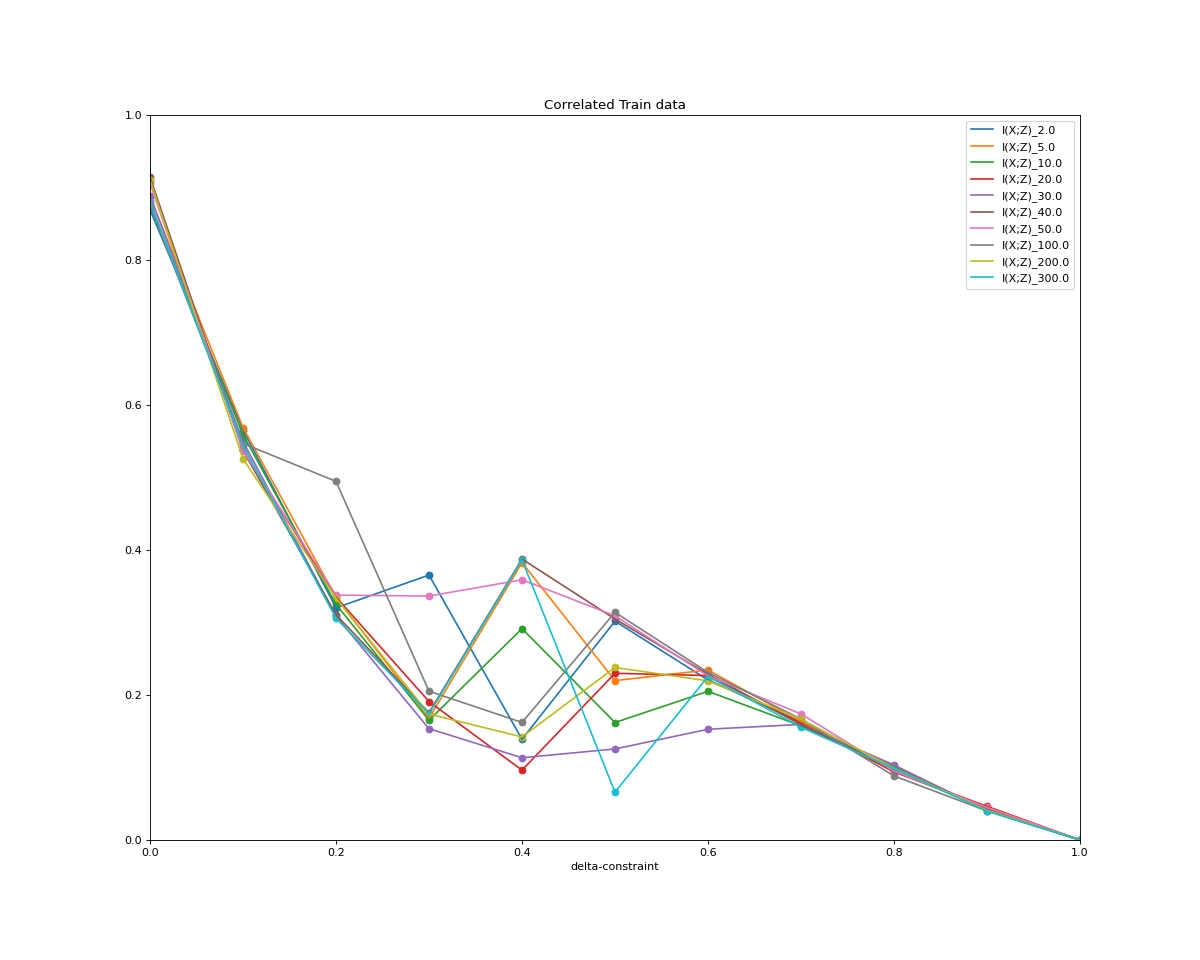 Correlated Train data
1.0
0.8
0.6
0.4
0.2
0.0
I(X;Z)_2.0
I(X;Z)_5.0
I(X;Z)_10.0
I(X;Z)_20.0
I(X;Z)_30.0
I(X;Z)_40.0
I(X;Z)_50.0
I(X;Z)_100.0
I(X;Z)_200.0
I(X;Z)_300.0
0.0 0.2 0.4 0.6 0.8 1.0
delta-constraint